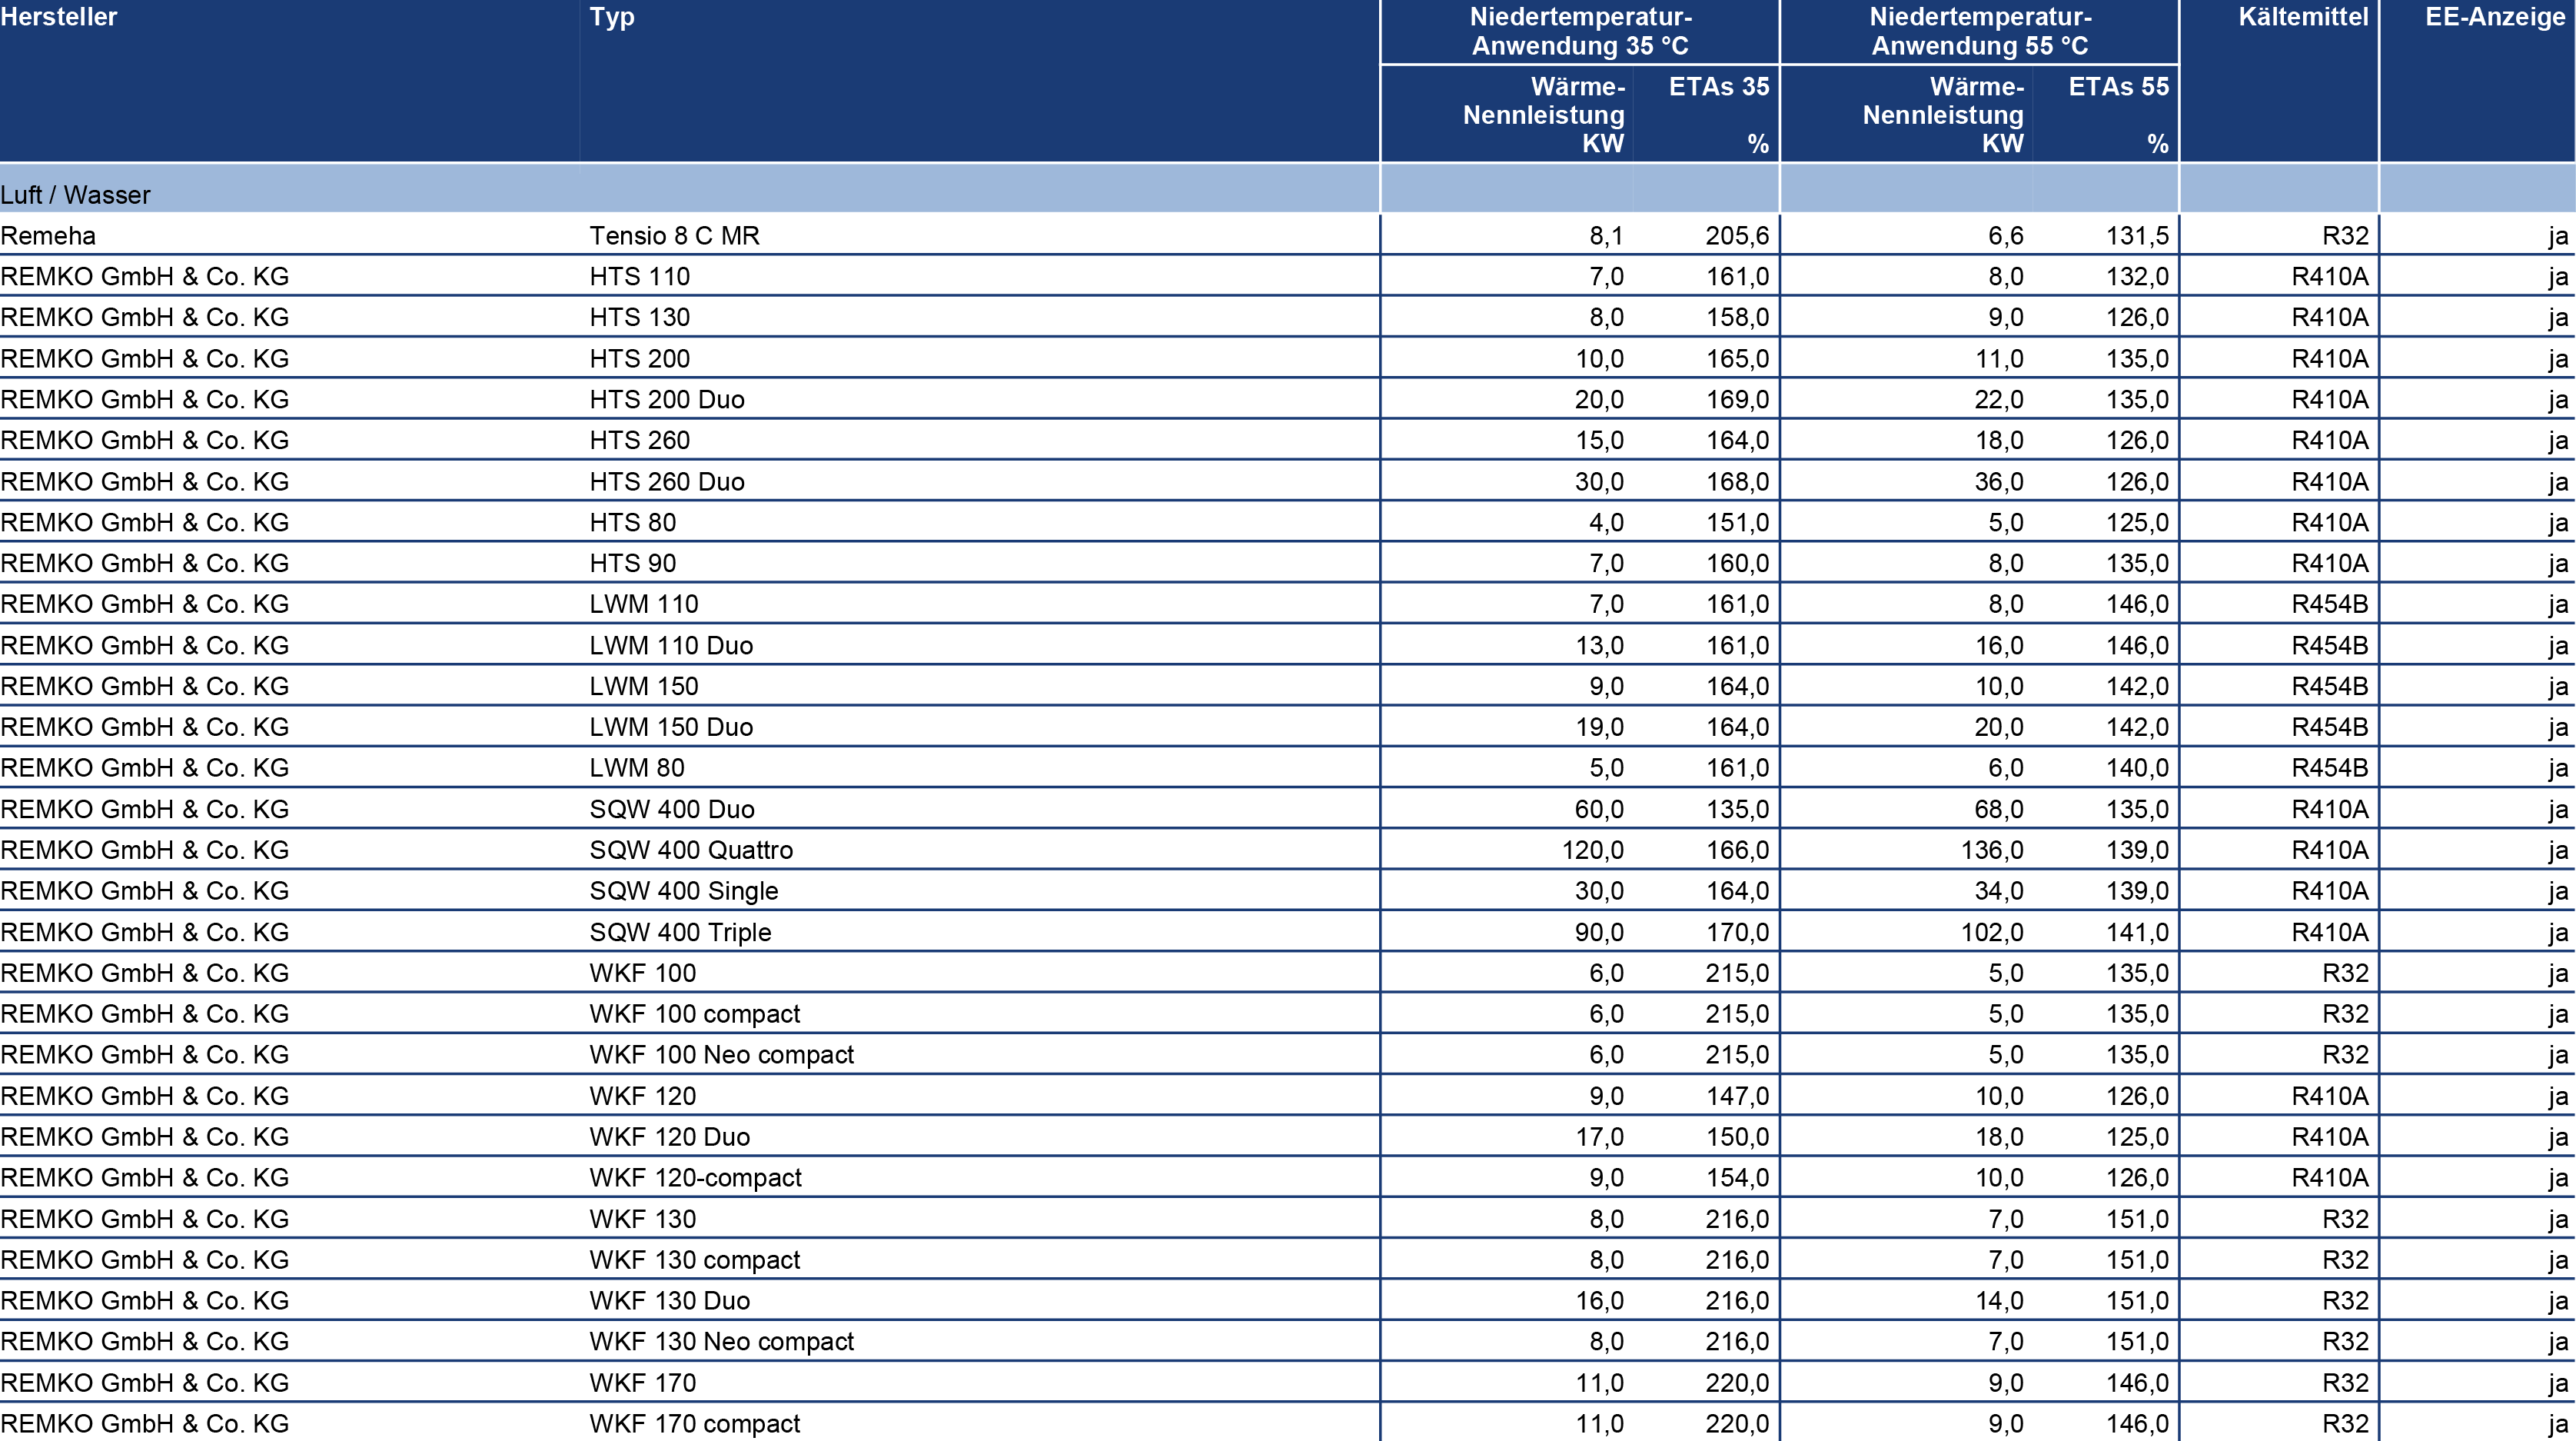 Hersteller Typ Niedertemperatur- Niedertemperatur- Kältemittel EE-Anzeige
Anwendung 35 °C Anwendung 55 °C
Wärme- ETAs 35 Wärme- ETAs 55
Nennleistung Nennleistung
KW % KW %
Luft / Wasser
Remeha Tensio 8 C MR 8,1 205,6 6,6 131,5 R32 ja
REMKO GmbH & Co. KG HTS 110 7,0 161,0 8,0 132,0 R410A ja
REMKO GmbH & Co. KG HTS 130 8,0 158,0 9,0 126,0 R410A ja
REMKO GmbH & Co. KG HTS 200 10,0 165,0 11,0 135,0 R410A ja
REMKO GmbH & Co. KG HTS 200 Duo 20,0 169,0 22,0 135,0 R410A ja
REMKO GmbH & Co. KG HTS 260 15,0 164,0 18,0 126,0 R410A ja
REMKO GmbH & Co. KG HTS 260 Duo 30,0 168,0 36,0 126,0 R410A ja
REMKO GmbH & Co. KG HTS 80 4,0 151,0 5,0 125,0 R410A ja
REMKO GmbH & Co. KG HTS 90 7,0 160,0 8,0 135,0 R410A ja
REMKO GmbH & Co. KG LWM 110 7,0 161,0 8,0 146,0 R454B ja
REMKO GmbH & Co. KG LWM 110 Duo 13,0 161,0 16,0 146,0 R454B ja
REMKO GmbH & Co. KG LWM 150 9,0 164,0 10,0 142,0 R454B ja
REMKO GmbH & Co. KG LWM 150 Duo 19,0 164,0 20,0 142,0 R454B ja
REMKO GmbH & Co. KG LWM 80 5,0 161,0 6,0 140,0 R454B ja
REMKO GmbH & Co. KG SQW 400 Duo 60,0 135,0 68,0 135,0 R410A ja
REMKO GmbH & Co. KG SQW 400 Quattro 120,0 166,0 136,0 139,0 R410A ja
REMKO GmbH & Co. KG SQW 400 Single 30,0 164,0 34,0 139,0 R410A ja
REMKO GmbH & Co. KG SQW 400 Triple 90,0 170,0 102,0 141,0 R410A ja
REMKO GmbH & Co. KG WKF 100 6,0 215,0 5,0 135,0 R32 ja
REMKO GmbH & Co. KG WKF 100 compact 6,0 215,0 5,0 135,0 R32 ja
REMKO GmbH & Co. KG WKF 100 Neo compact 6,0 215,0 5,0 135,0 R32 ja
REMKO GmbH & Co. KG WKF 120 9,0 147,0 10,0 126,0 R410A ja
REMKO GmbH & Co. KG WKF 120 Duo 17,0 150,0 18,0 125,0 R410A ja
REMKO GmbH & Co. KG WKF 120-compact 9,0 154,0 10,0 126,0 R410A ja
REMKO GmbH & Co. KG WKF 130 8,0 216,0 7,0 151,0 R32 ja
REMKO GmbH & Co. KG WKF 130 compact 8,0 216,0 7,0 151,0 R32 ja
REMKO GmbH & Co. KG WKF 130 Duo 16,0 216,0 14,0 151,0 R32 ja
REMKO GmbH & Co. KG WKF 130 Neo compact 8,0 216,0 7,0 151,0 R32 ja
REMKO GmbH & Co. KG WKF 170 11,0 220,0 9,0 146,0 R32 ja
REMKO GmbH & Co. KG WKF 170 compact 11,0 220,0 9,0 146,0 R32 ja